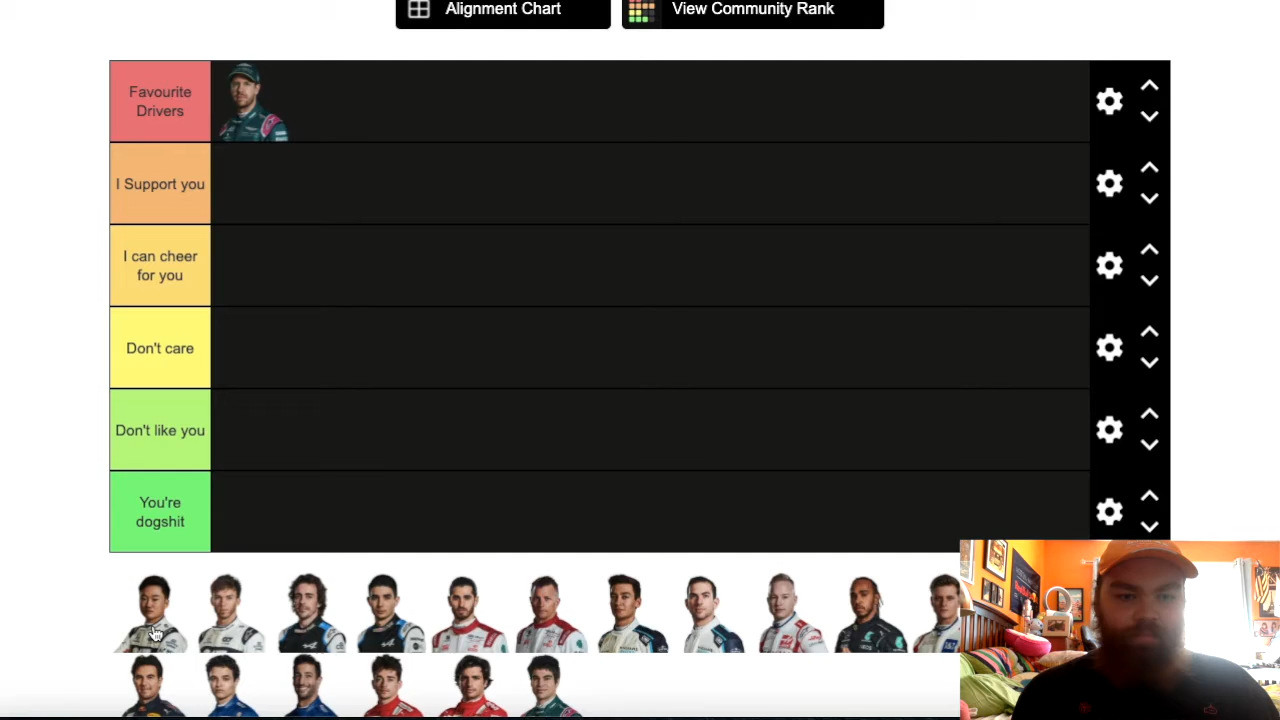 Alignment Chart
View Community Rank
Favourite
Drivers
I Support you
I can cheer
for you
Don't care
Don't like you
You're
dogshit